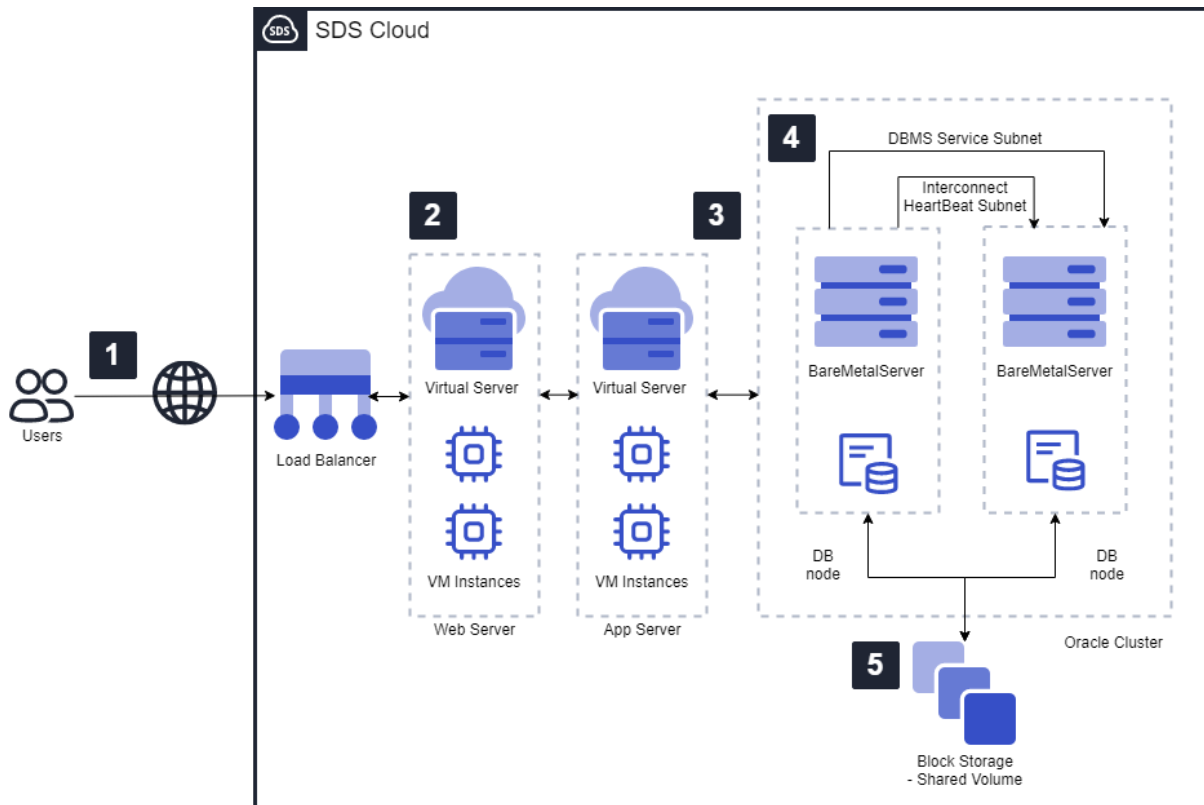 SDS
SDS Cloud
4
DBMS Service Subnet
Interconnect
HeartBeat Subnet
2
3
1
Virtual Server
Virtual Server
BareMetalServer
BareMetalServer
Users
Load Balancer
VM Instances
VM Instances
DB
node
DB
node
Web Server
App Server
Oracle Cluster
5
Block Storage
- Shared Volume